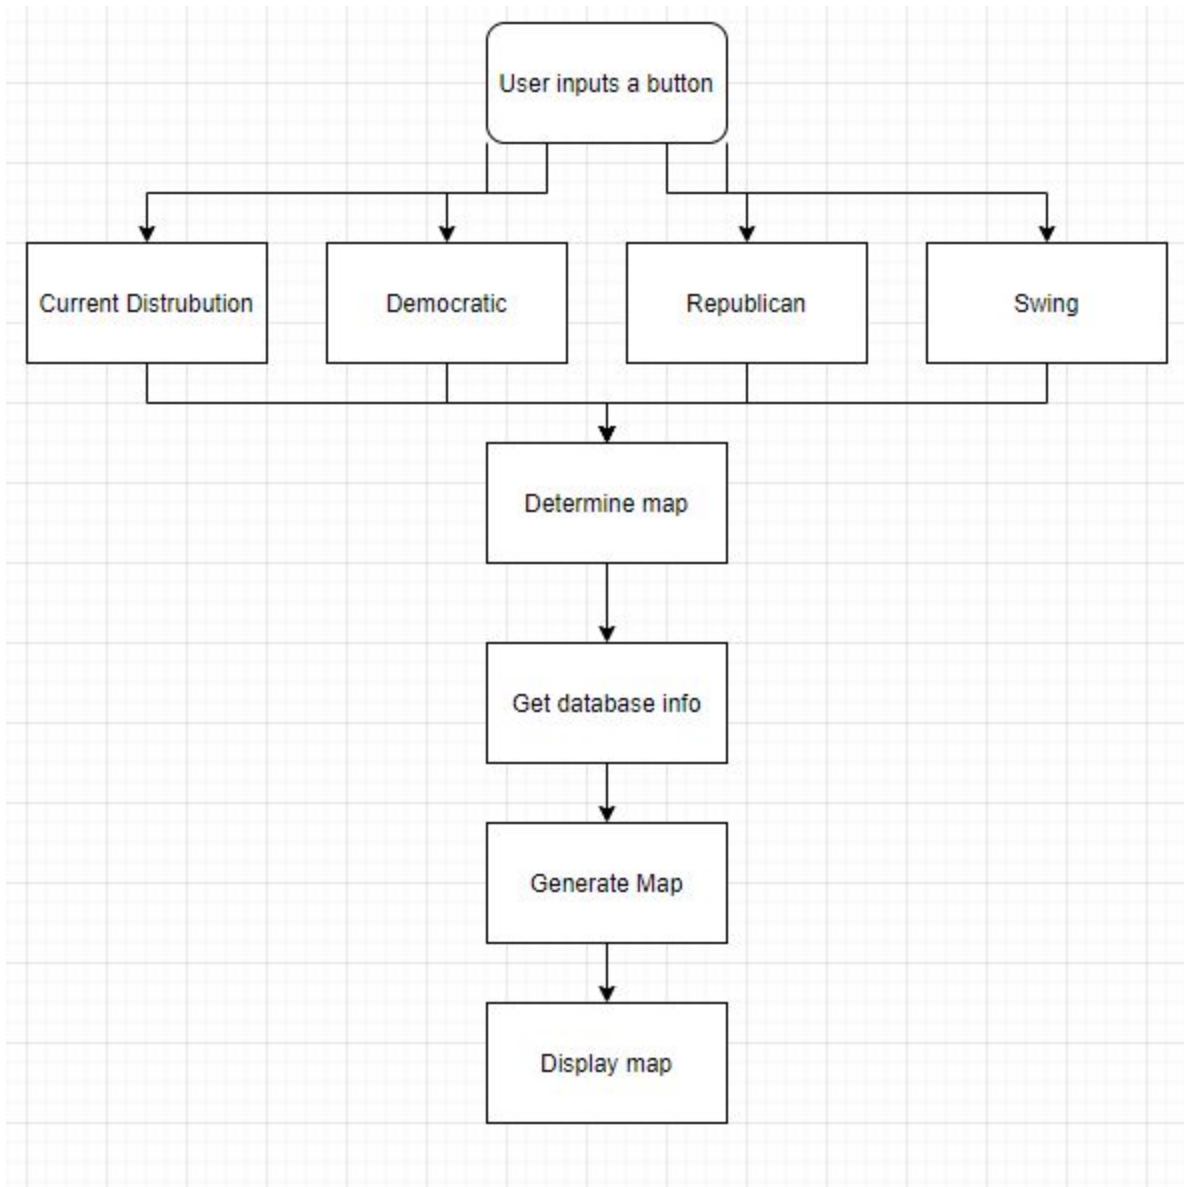 User inputs a button
Current Distrubution
Democratic
Republican
Swing
Determine map
Get database info
Generate Map
Display map